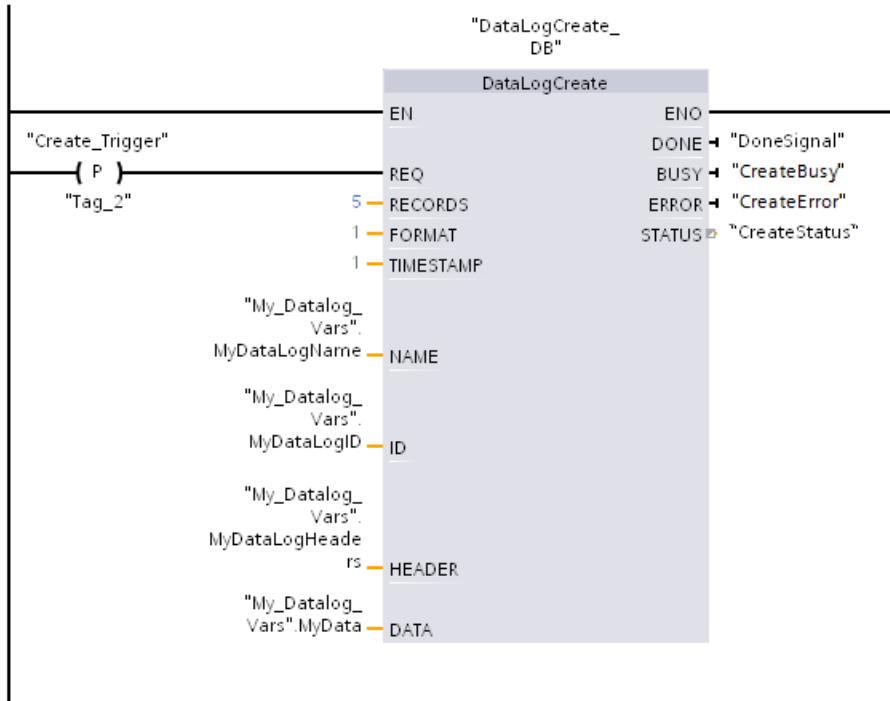 "DataLogCreate_
DB"
DataLogCreate
EN
ENO
"Create_Trigger"
DONE
"DoneSignal"
P
REQ
BUSY
"CreateBusy"
"Tag_2"
5
RECORDS
ERROR
"CreateError"
1
FORMAT
STATUS
"CreateStatus"
1
TIMESTAMP
"My_Datalog_
Vars".
MyDataLogName
NAME
"My_Datalog_
Vars".
MyDataLogID
ID
"My_Datalog_
Vars".
MyDataLogHeade
rs
HEADER
"My_Datalog_
Vars".MyData
DATA